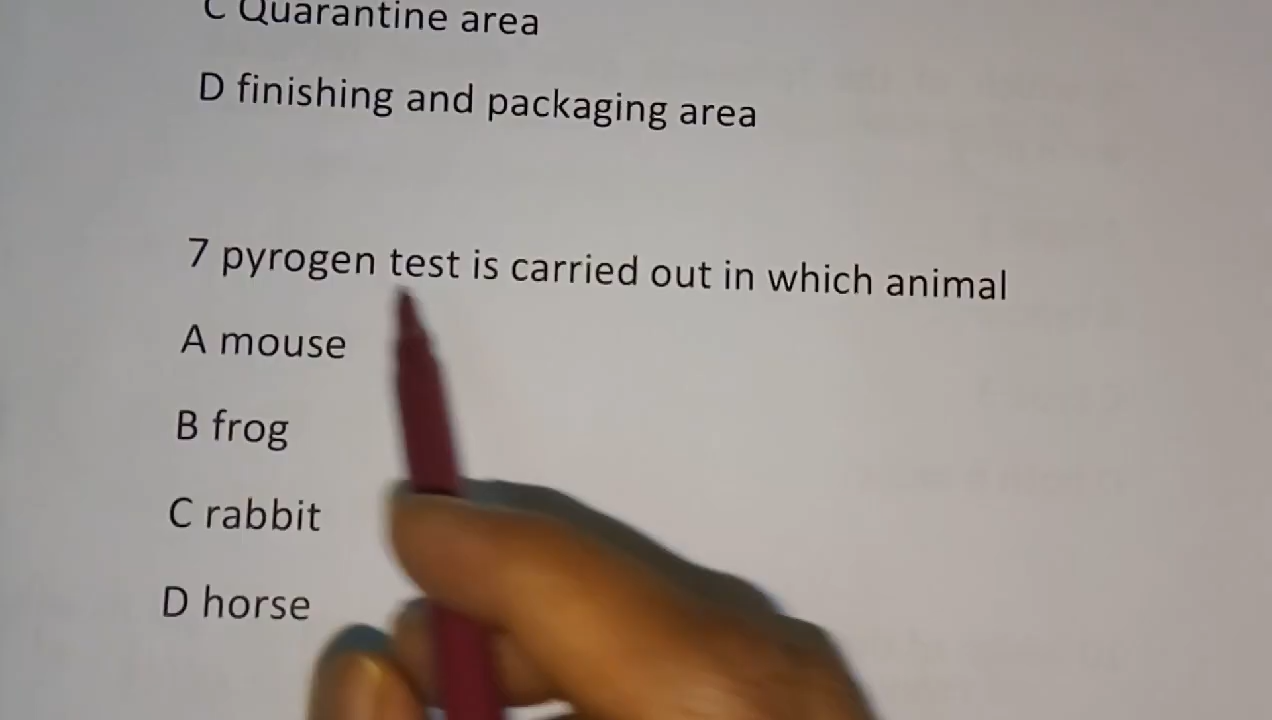 C Quarantine area
D finishing and packaging area
7 pyrogen test is carried out in which animal
A mouse
B frog
C rabbit
D horse